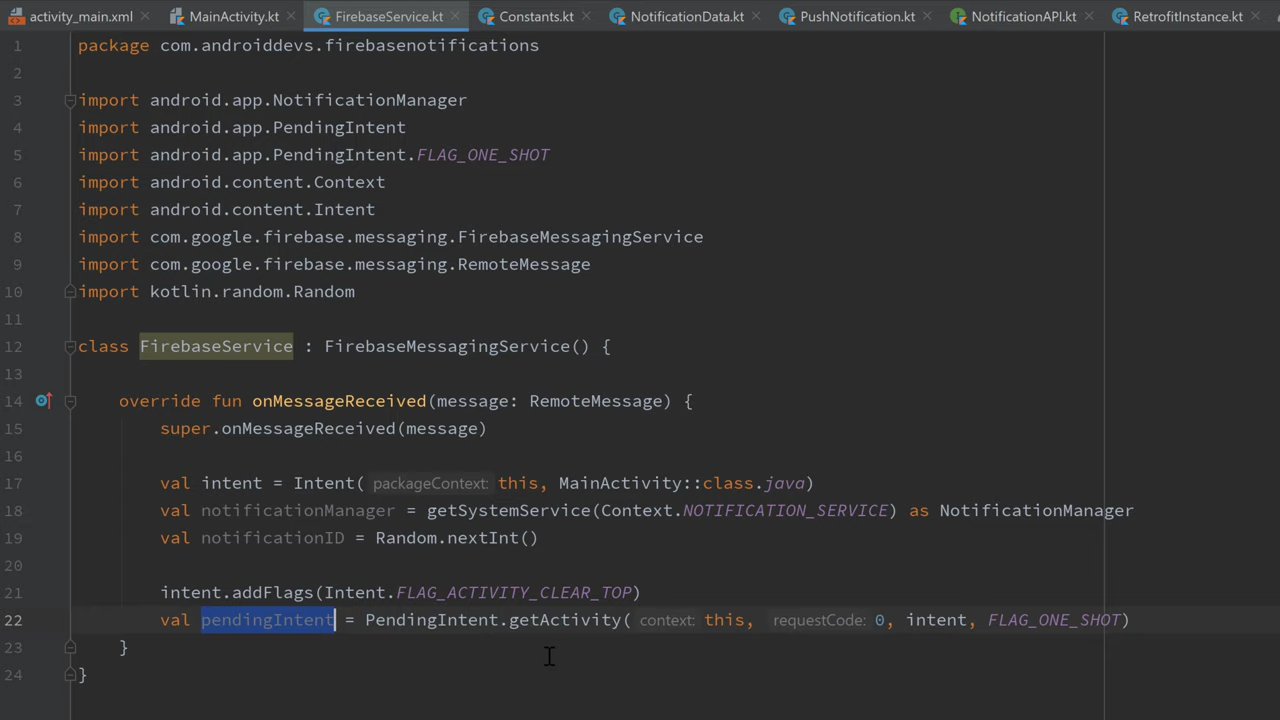 activity_main.xml MainActivity.kt FirebaseService.kt Constants.kt NotificationData.kt PushNotification.kt NotificationAPI.kt RetrofitInstance.kt
1 package com.androiddevs.firebasenotifications
2
3 import android.app.NotificationManager
4 import android.app.PendingIntent
5 import android.app.PendingIntent.FLAG_ONE_SHOT
6 import android.content.Context
7 import android.content.Intent
8 import com.google.firebase.messaging.FirebaseMessagingService
9 import com.google.firebase.messaging.RemoteMessage
10 import kotlin.random.Random
11
12 class FirebaseService : FirebaseMessagingService() {
13
14 override fun onMessageReceived(message: RemoteMessage) {
15 super.onMessageReceived(message)
16
17 val intent = Intent( packageContext: this, MainActivity::class.java)
18 val notificationManager = getSystemService(Context.NOTIFICATION_SERVICE) as NotificationManager
19 val notificationID = Random.nextInt()
20
21 intent.addFlags(Intent.FLAG_ACTIVITY_CLEAR_TOP)
22 val pendingIntent = PendingIntent.getActivity( context: this, requestCode: 0, intent, FLAG_ONE_SHOT)
23 }
24 }